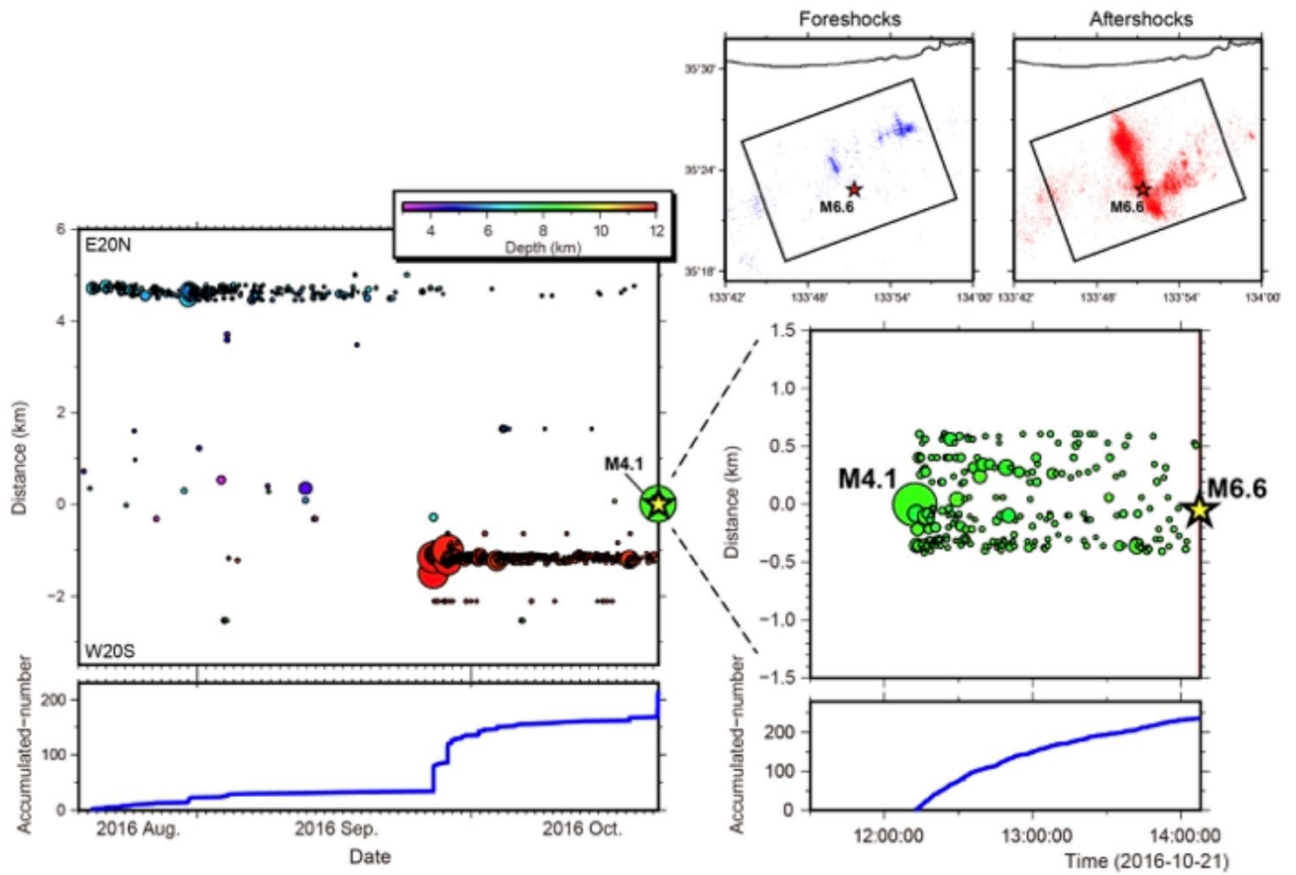 Foreshocks
Aftershocks
35°30'
35°24'
35°18'
M6.6
M6.6
133°42' 133°48' 133°54' 134°00'
133°42' 133°48' 133°54' 134°00'
4 6 8 10 12
Depth (km)
E20N
6
4
2
0
−2
Distance (km)
M4.1
W20S
200
100
0
Accumulated−number
2016 Aug. 2016 Sep. 2016 Oct.
Date
1.5
1.0
0.5
0.0
−0.5
−1.0
−1.5
Distance (km)
M4.1
M6.6
200
100
0
Accumulated−number
12:00:00 13:00:00 14:00:00
Time (2016-10-21)